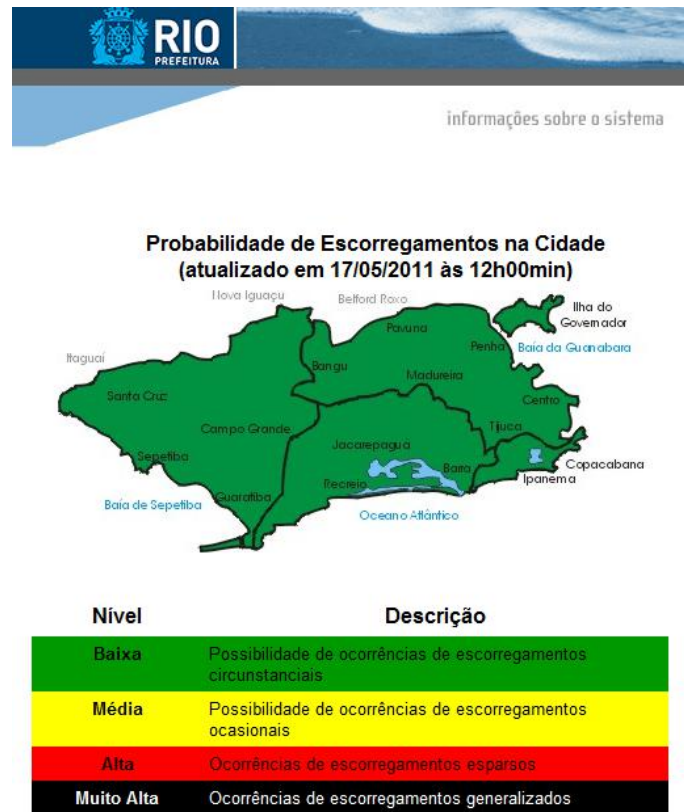 RIO
PREFEITURA
informações sobre o sistema
Probabilidade de Escorregamentos na Cidade
(atualizado em 17/05/2011 às 12h00min)
Nova Iguaçu
Belford Roxo
Ilha do
Governador
Pavuna
Penha
Baía da Guanabara
Itaguaí
Bangu
Madureira
Santa Cruz
Centro
Campo Grande
Tijuca
Jacarepagua
Sepetiba
Barra
Copacabana
Recreio
Ipanema
Baía de Sepetiba
Guaratiba
Oceano Atlântico
Nível
Descrição
Baixa
Possibilidade de ocorrências de escorregamentos
circunstanciais
Média
Possibilidade de ocorrências de escorregamentos
ocasionais
Alta
Ocorrências de escorregamentos esparsos
Muito Alta
Ocorrências de escorregamentos generalizados